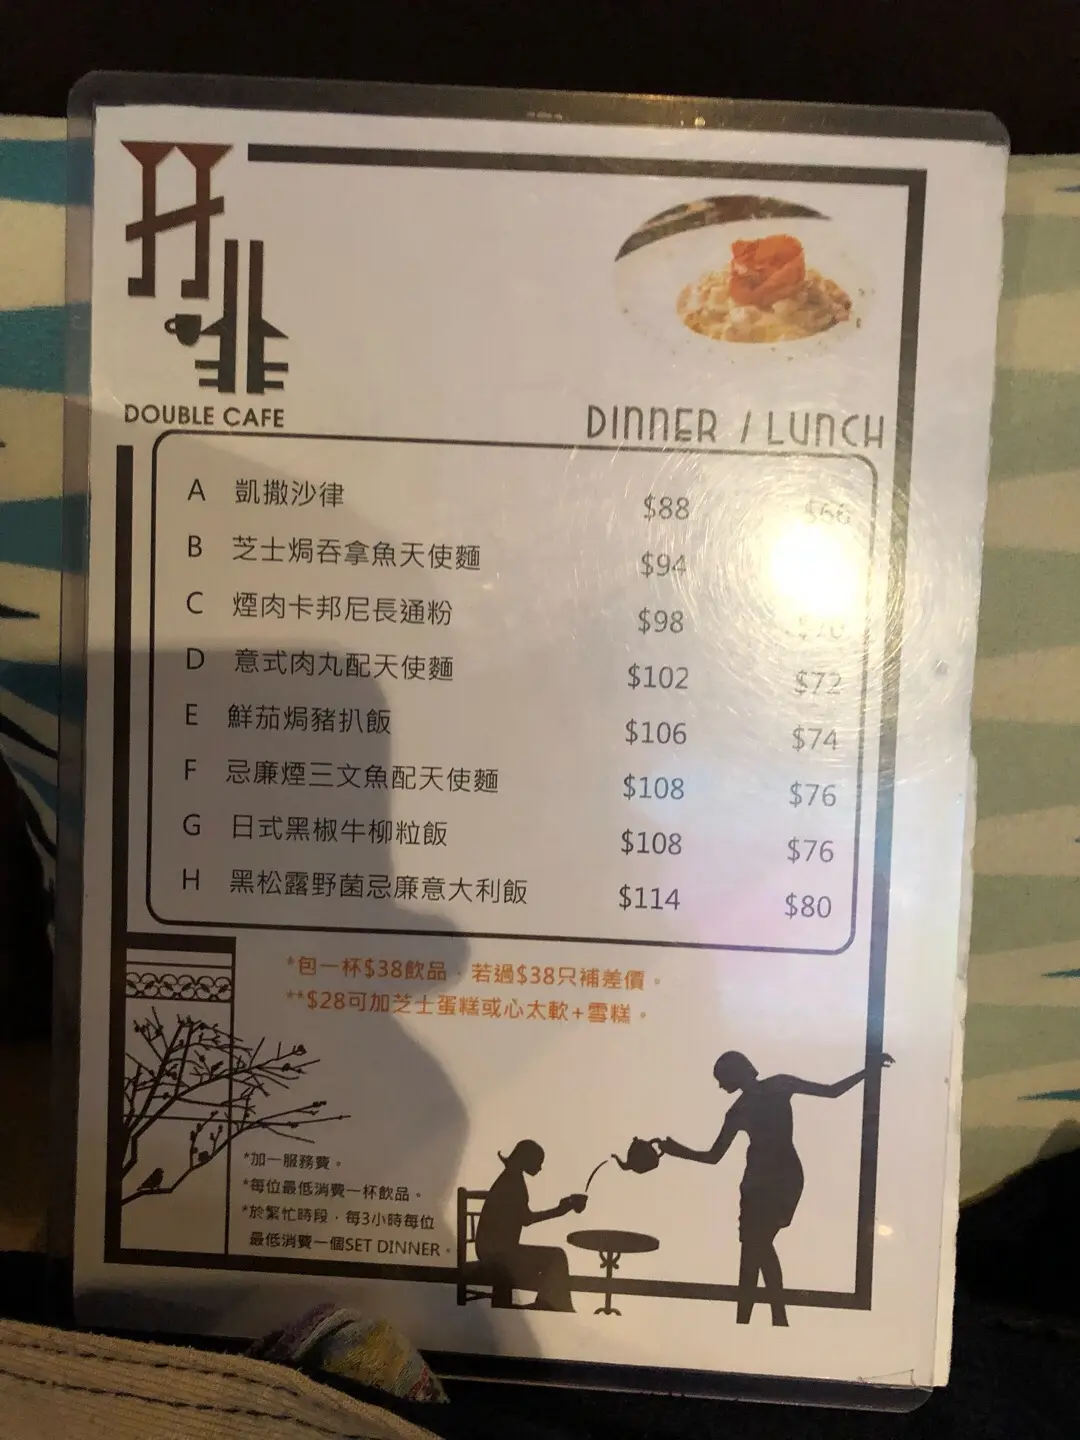 DOUBLE CAFE
DINNER / LUNCH
A 凱撒沙律 $88 $66
B 芝士焗吞拿魚天使麵 $94
C 煙肉卡邦尼長通粉 $98
D 意式肉丸配天使麵 $102 $72
E 鮮茄焗豬扒飯 $106 $74
F 忌廉煙三文魚配天使麵 $108 $76
G 日式黑椒牛柳粒飯 $108 $76
H 黑松露野菌忌廉意大利飯 $114 $80
*包一杯$38飲品，若過$38只補差價。
**$28可加芝士蛋糕或心太軟+雪糕。
*加一服務費。
*每位最低消費一杯飲品。
*於繁忙時段，每3小時每位
最低消費一個SET DINNER。